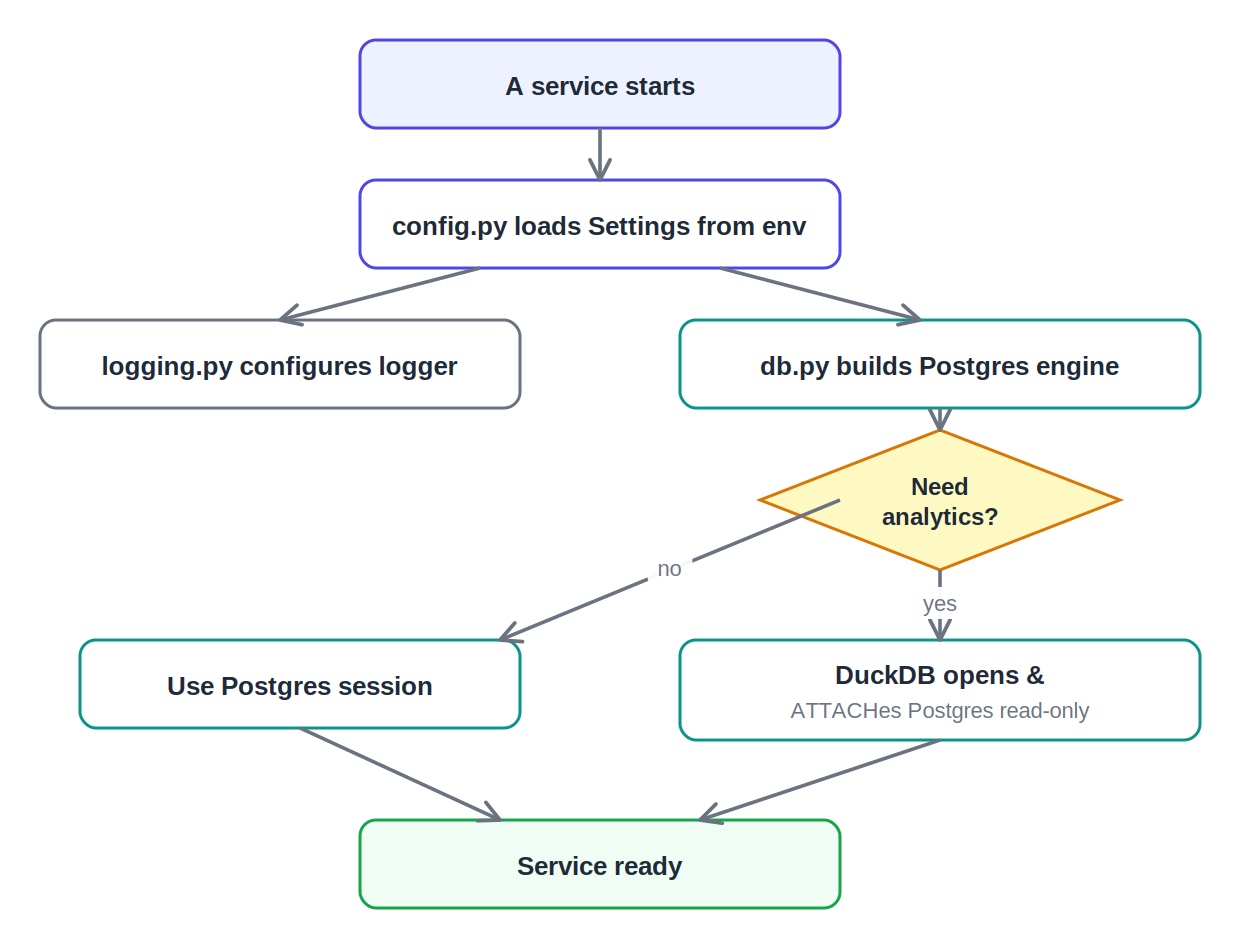 A service starts
config.py loads Settings from env
logging.py configures logger
db.py builds Postgres engine
Need
analytics?
no
yes
Use Postgres session
DuckDB opens &
ATTACHes Postgres read-only
Service ready